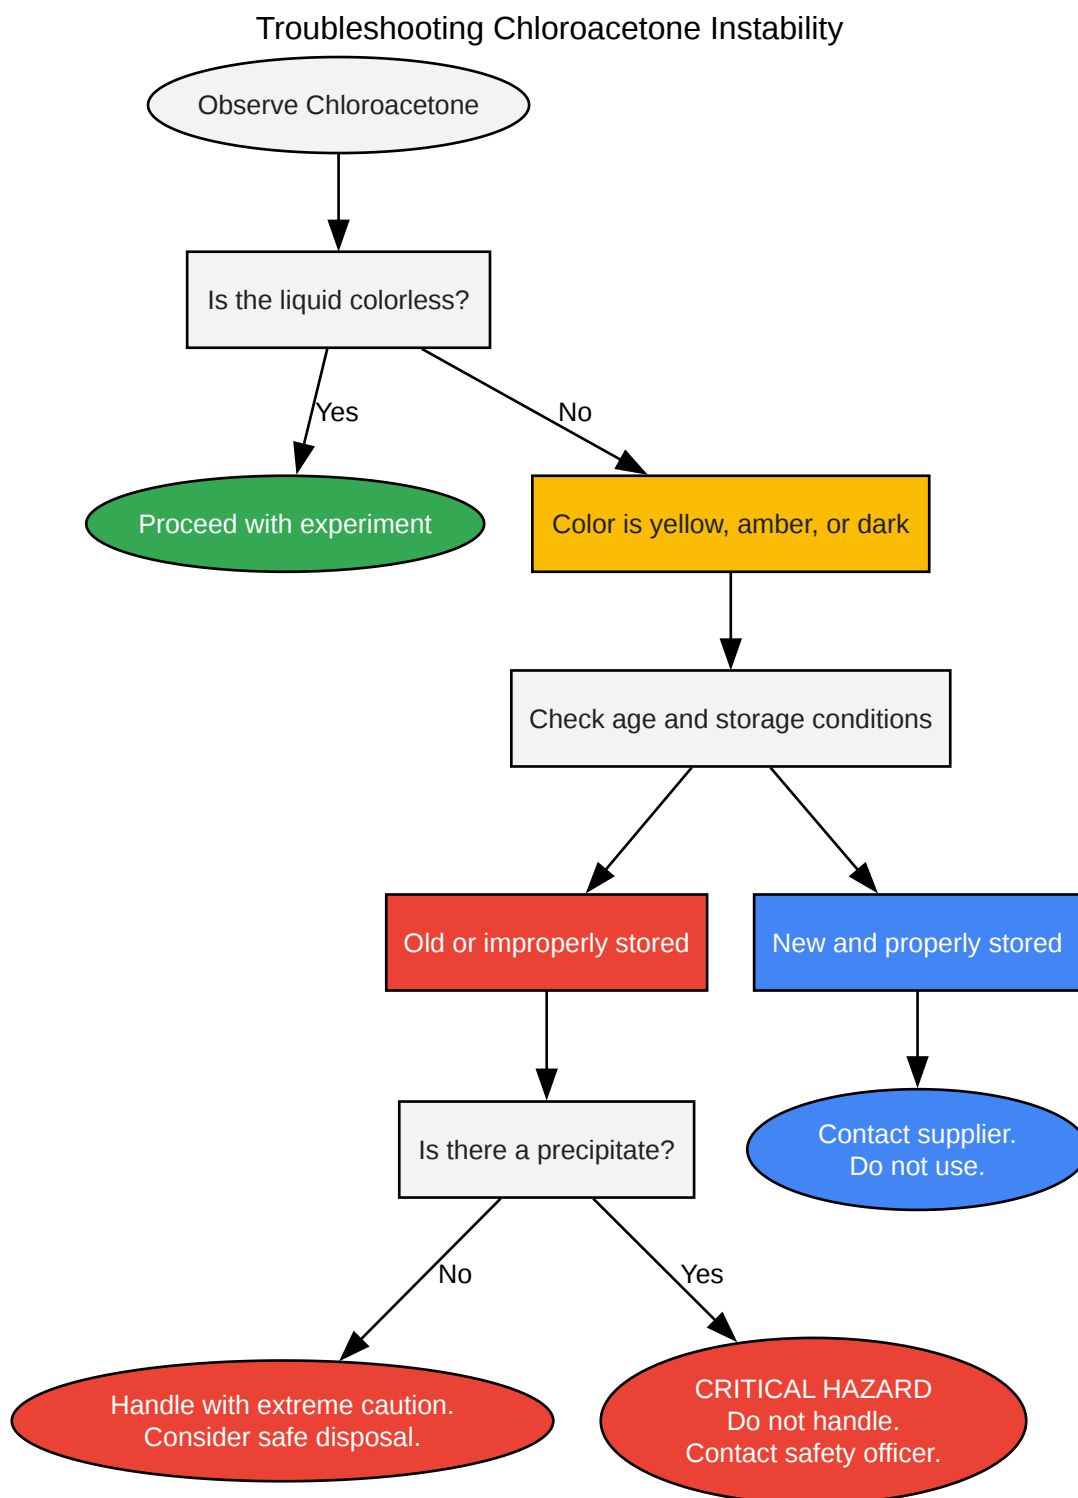 Troubleshooting Chloroacetone Instability
Observe Chloroacetone
Is the liquid colorless?
Yes
No
Proceed with experiment
Color is yellow, amber, or dark
Check age and storage conditions
Old or improperly stored
New and properly stored
Is there a precipitate?
Contact supplier.
Do not use.
No
Yes
Handle with extreme caution.
Consider safe disposal.
CRITICAL HAZARD
Do not handle.
Contact safety officer.